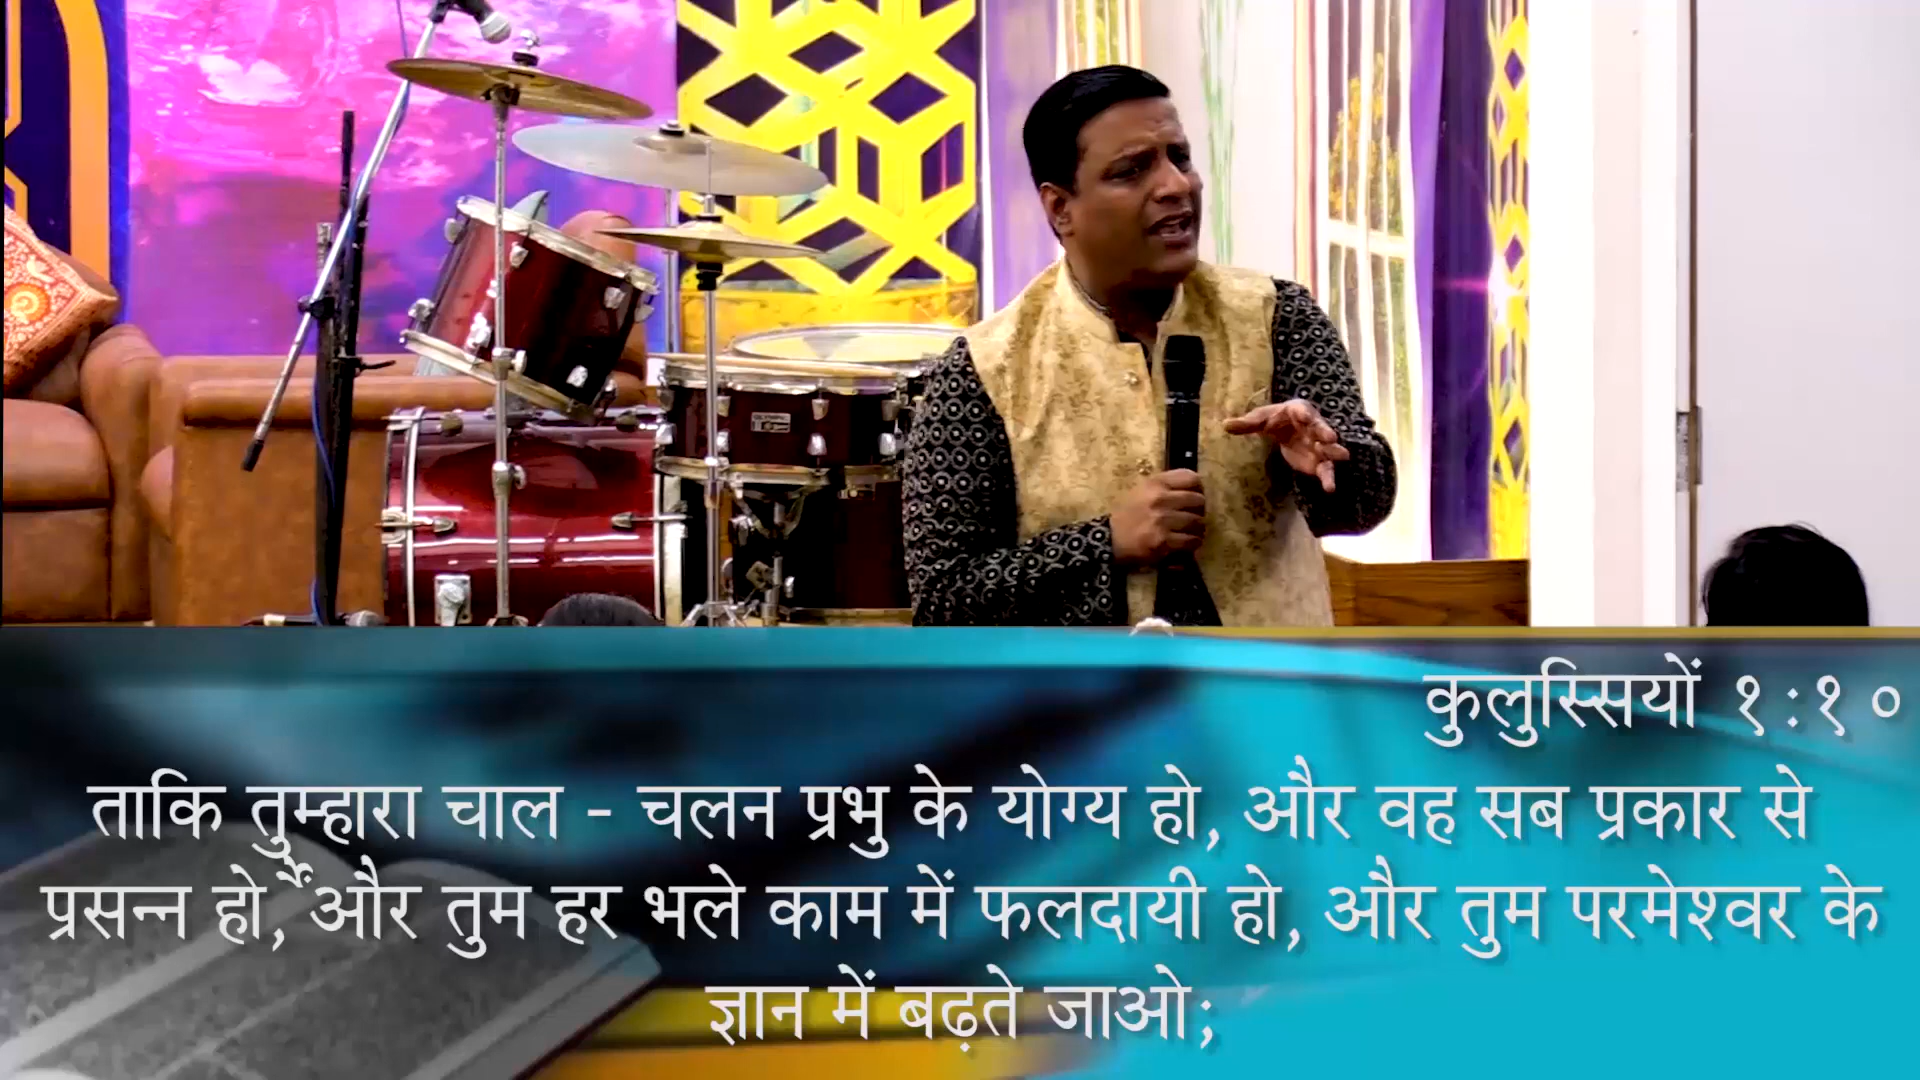 कुलुस्सियों १:१०
ताकि तुम्हारा चाल - चलन प्रभु के योग्य हो, और वह सब प्रकार से
प्रसन्न हो, और तुम हर भले काम में फलदायी हो, और तुम परमेश्वर के
ज्ञान में बढ़ते जाओ;